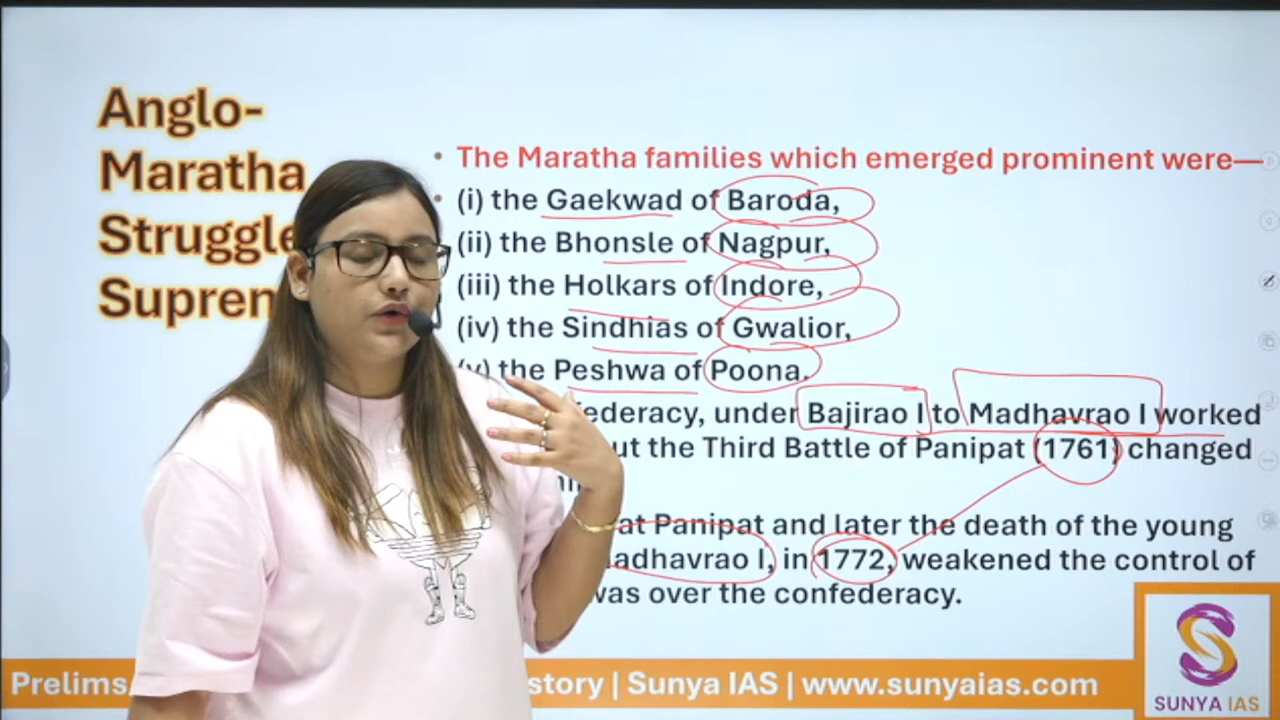 Anglo-
Maratha
Struggle
Suprem
• The Maratha families which emerged prominent were—
• (i) the Gaekwad of Baroda,
(ii) the Bhonsle of Nagpur,
(iii) the Holkars of Indore,
(iv) the Sindhias of Gwalior,
(v) the Peshwa of Poona.
ederacy, under Bajirao I to Madhavrao I worked
ut the Third Battle of Panipat (1761) changed
at Panipat and later the death of the young
adhavrao I, in 1772, weakened the control of
was over the confederacy.
Prelims story | Sunya IAS | www.sunyaias.com
S
SUNYA IAS